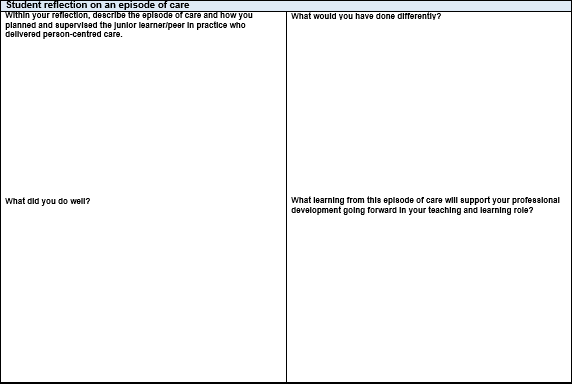 Student reflection on an episode of care
Within your reflection, describe the episode of care and how you
planned and supervised the junior learner/peer in practice who
delivered person-centred care.
What would you have done differently?
What did you do well?
What learning from this episode of care will support your professional
development going forward in your teaching and learning role?